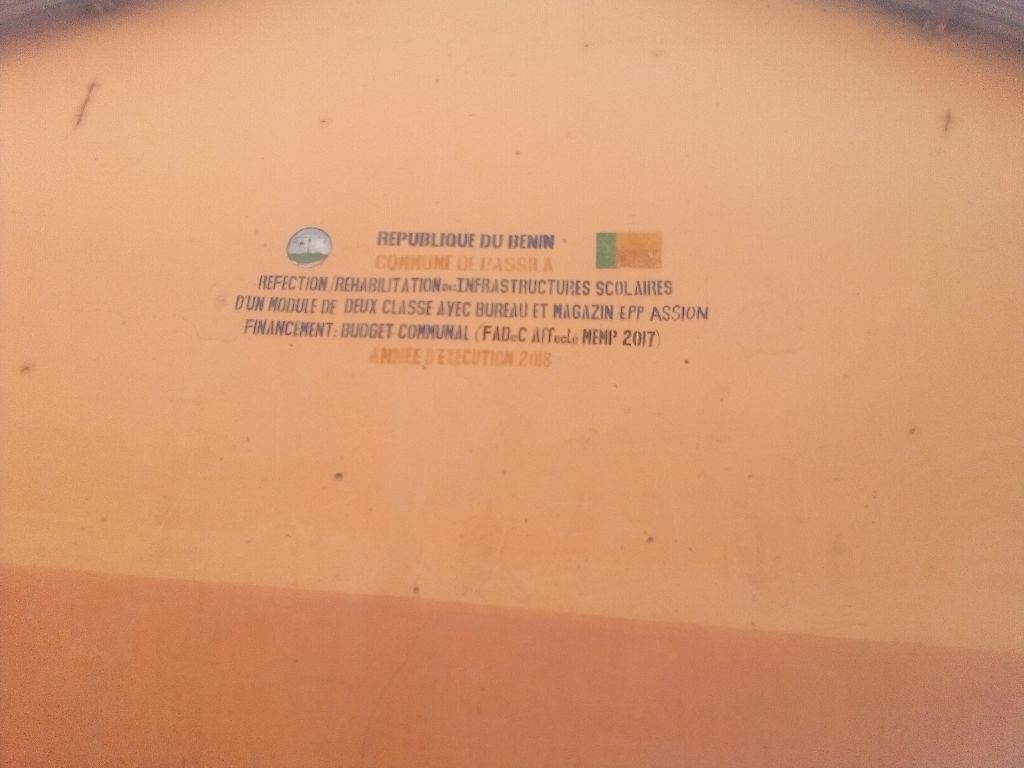 REPUBLIQUE DU BENIN
COMMUNE DE BASSILA
REFECTION/REHABILITATION DES INFRASTRUCTURES SCOLAIRES
D'UN MODULE DE DEUX CLASSE AVEC BUREAU ET MAGAZIN EPP ASSION
FINANCEMENT: BUDGET COMMUNAL (FADeC Affecté MEMP 2017)
ANNEE D'EXECUTION 2018